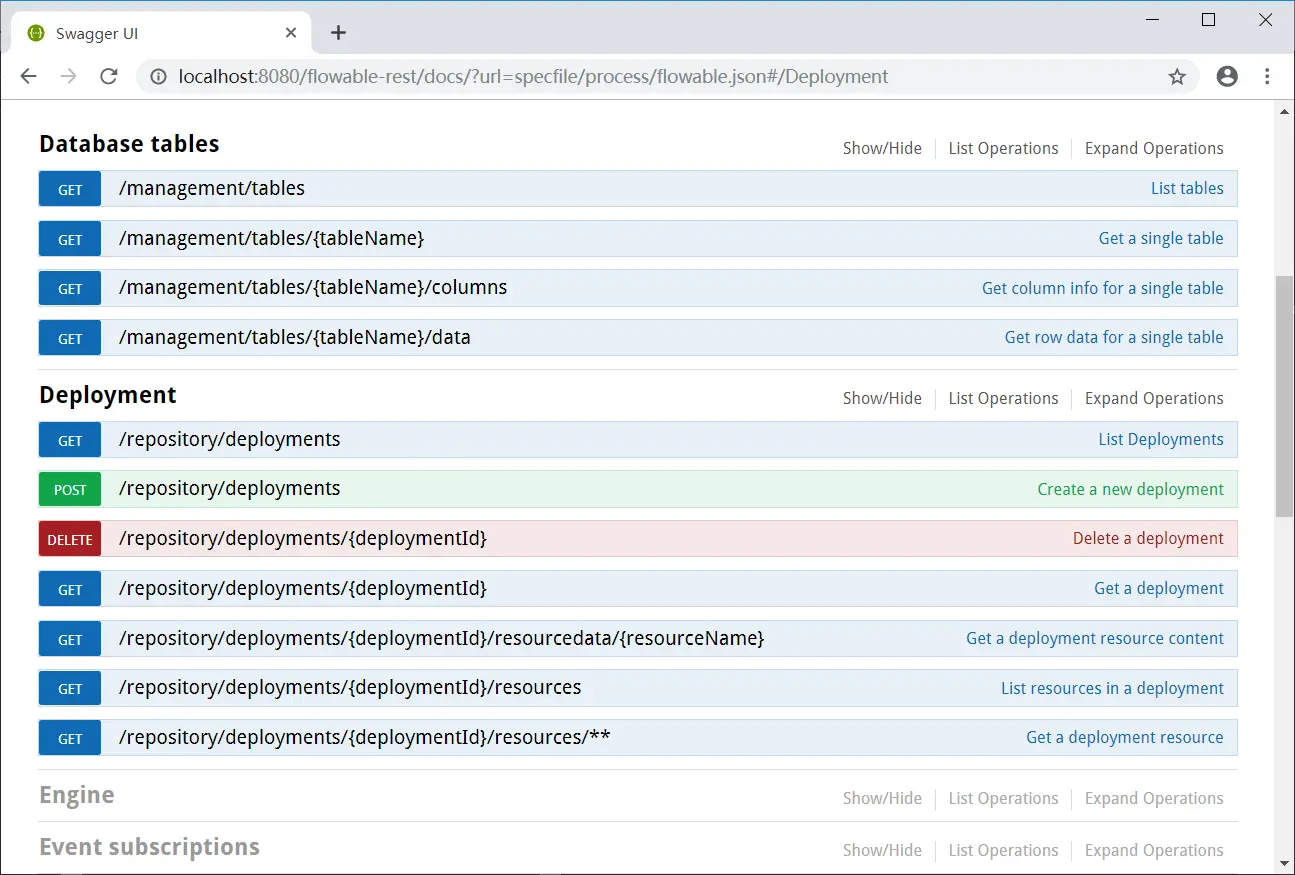 Swagger UI
localhost:8080/flowable-rest/docs/?url=specfile/process/flowable.json#/Deployment
Database tables Show/Hide List Operations Expand Operations
GET /management/tables List tables
GET /management/tables/{tableName} Get a single table
GET /management/tables/{tableName}/columns Get column info for a single table
GET /management/tables/{tableName}/data Get row data for a single table
Deployment Show/Hide List Operations Expand Operations
GET /repository/deployments List Deployments
POST /repository/deployments Create a new deployment
DELETE /repository/deployments/{deploymentId} Delete a deployment
GET /repository/deployments/{deploymentId} Get a deployment
GET /repository/deployments/{deploymentId}/resourcedata/{resourceName} Get a deployment resource content
GET /repository/deployments/{deploymentId}/resources List resources in a deployment
GET /repository/deployments/{deploymentId}/resources/** Get a deployment resource
Engine Show/Hide List Operations Expand Operations
Event subscriptions Show/Hide List Operations Expand Operations